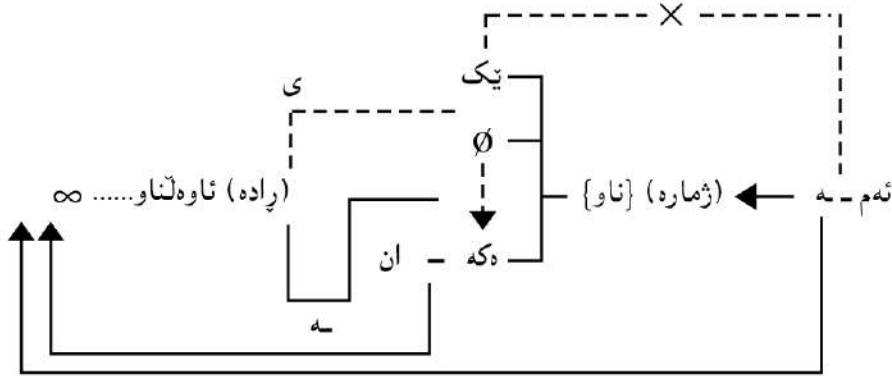 ×
ێک
ی
Ø
ئەم ـە (ژمارە) {ناو} (ڕادە) ئاوەڵناو...... ∞
ەکە ان
ـە